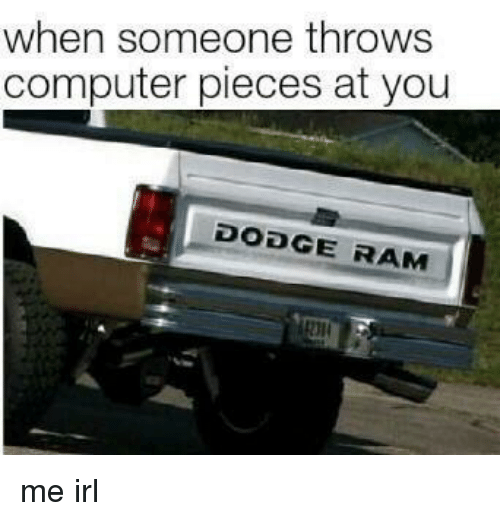 when someone throws
computer pieces at you
DODGE RAM
me irl